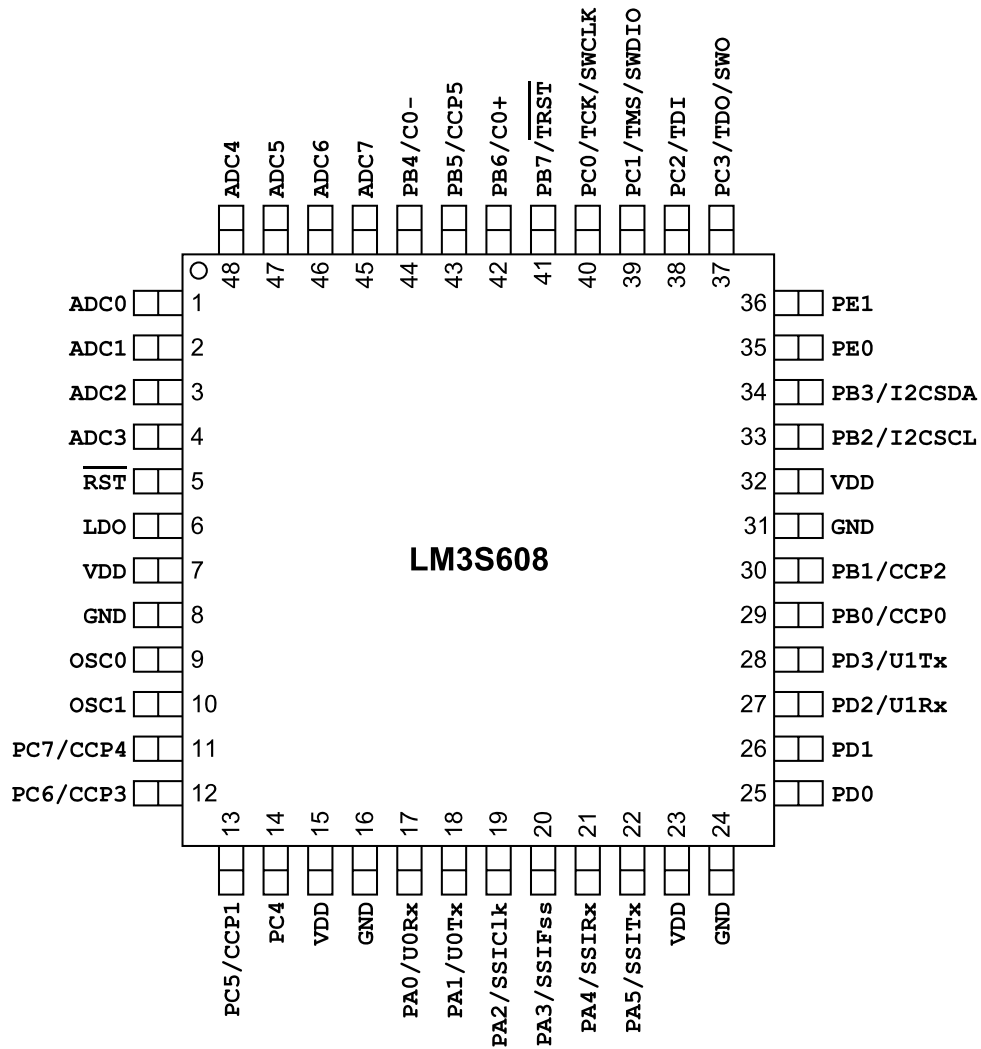 ADC4
ADC5
ADC6
ADC7
PB4/C0-
PB5/CCP5
PB6/C0+
PB7/TRST
PC0/TCK/SWCLK
PC1/TMS/SWDIO
PC2/TDI
PC3/TDO/SWO
48
47
46
45
44
43
42
41
40
39
38
37
ADC0 1
ADC1 2
ADC2 3
ADC3 4
RST 5
LDO 6
VDD 7
GND 8
OSC0 9
OSC1 10
PC7/CCP4 11
PC6/CCP3 12
LM3S608
36 PE1
35 PE0
34 PB3/I2CSDA
33 PB2/I2CSCL
32 VDD
31 GND
30 PB1/CCP2
29 PB0/CCP0
28 PD3/U1Tx
27 PD2/U1Rx
26 PD1
25 PD0
13
14
15
16
17
18
19
20
21
22
23
24
PC5/CCP1
PC4
VDD
GND
PA0/U0Rx
PA1/U0Tx
PA2/SSIClk
PA3/SSIFss
PA4/SSIRx
PA5/SSITx
VDD
GND